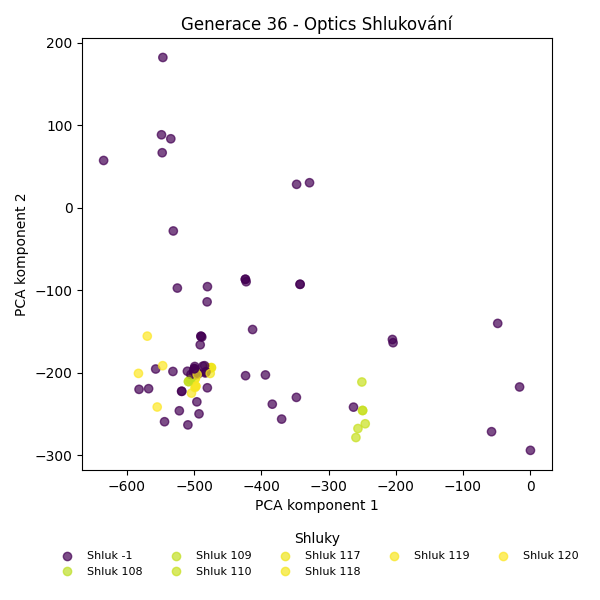 Generace 36 - Optics Shlukování
200
100
0
−100
−200
−300
PCA komponent 2
−600 −500 −400 −300 −200 −100 0
PCA komponent 1
Shluky
Shluk -1 Shluk 109 Shluk 117 Shluk 119 Shluk 120
Shluk 108 Shluk 110 Shluk 118